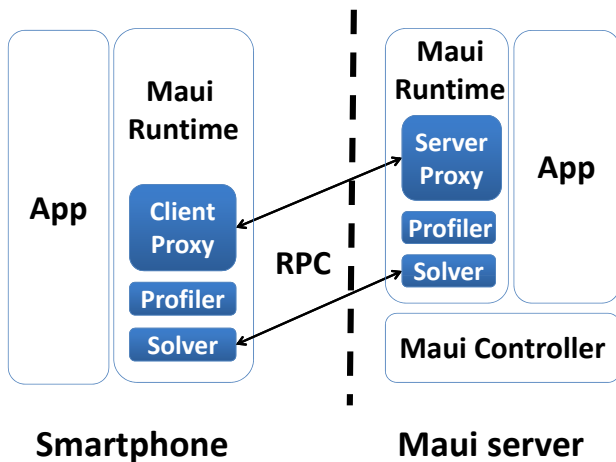 App
Maui
Runtime
Client
Proxy
Profiler
Solver
RPC
Maui
Runtime
Server
Proxy
Profiler
Solver
App
Maui Controller
Smartphone
Maui server